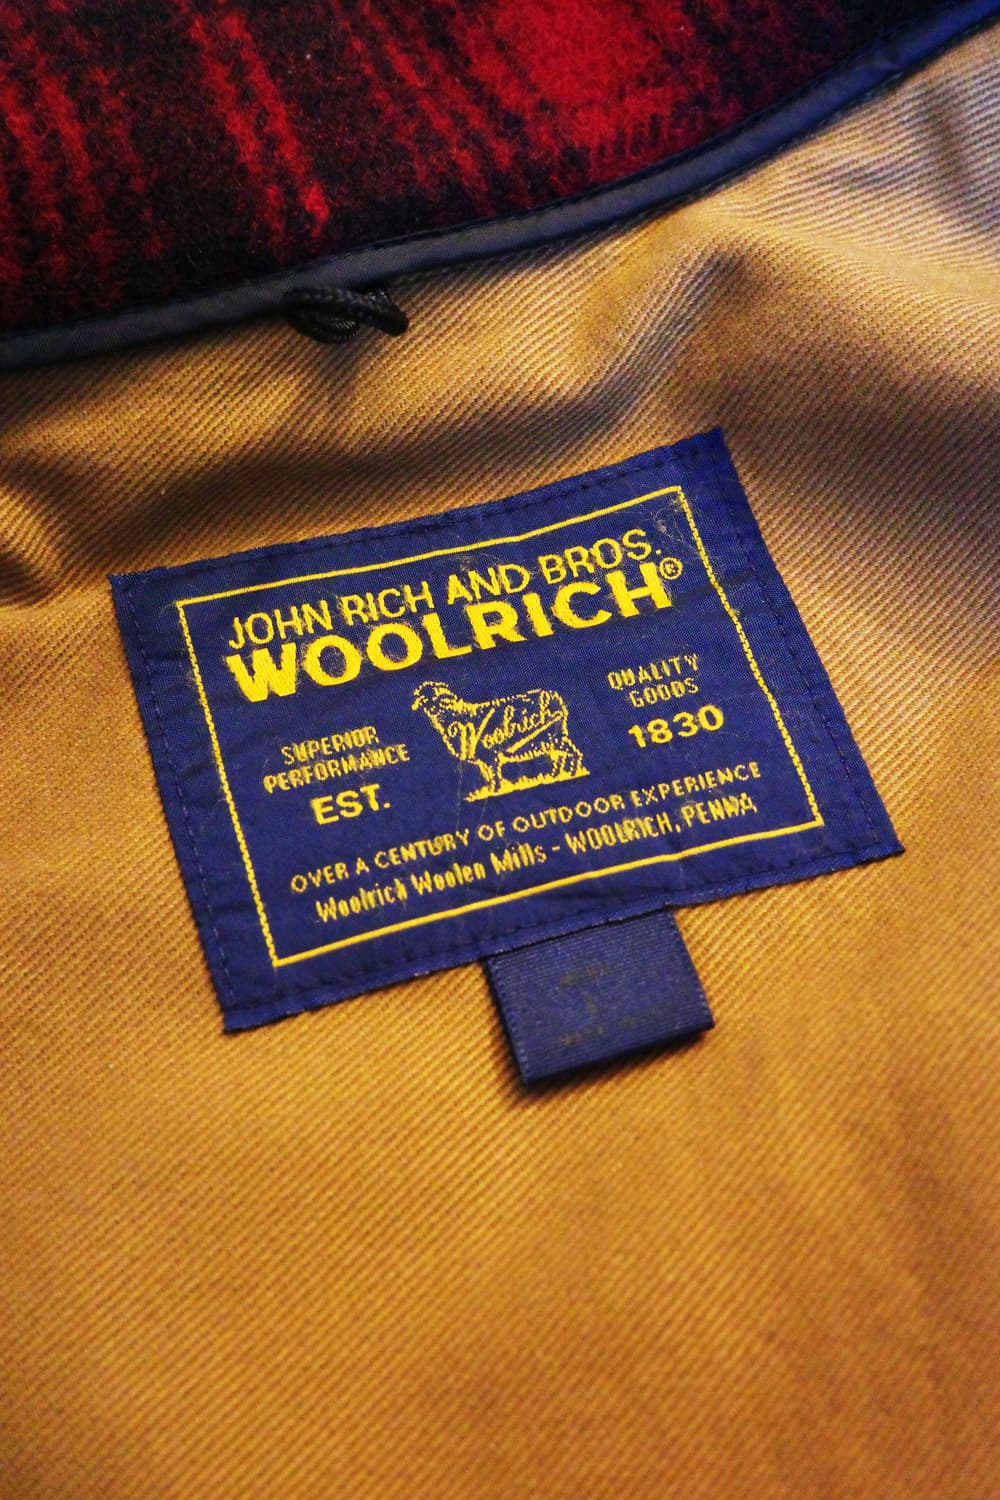 JOHN RICH AND BROS.
WOOLRICH®
SUPERIOR
PERFORMANCE
EST.
Woolrich
QUALITY
GOODS
1830
OVER A CENTURY OF OUTDOOR EXPERIENCE
Woolrich Woolen Mills - WOOLRICH, PENNA